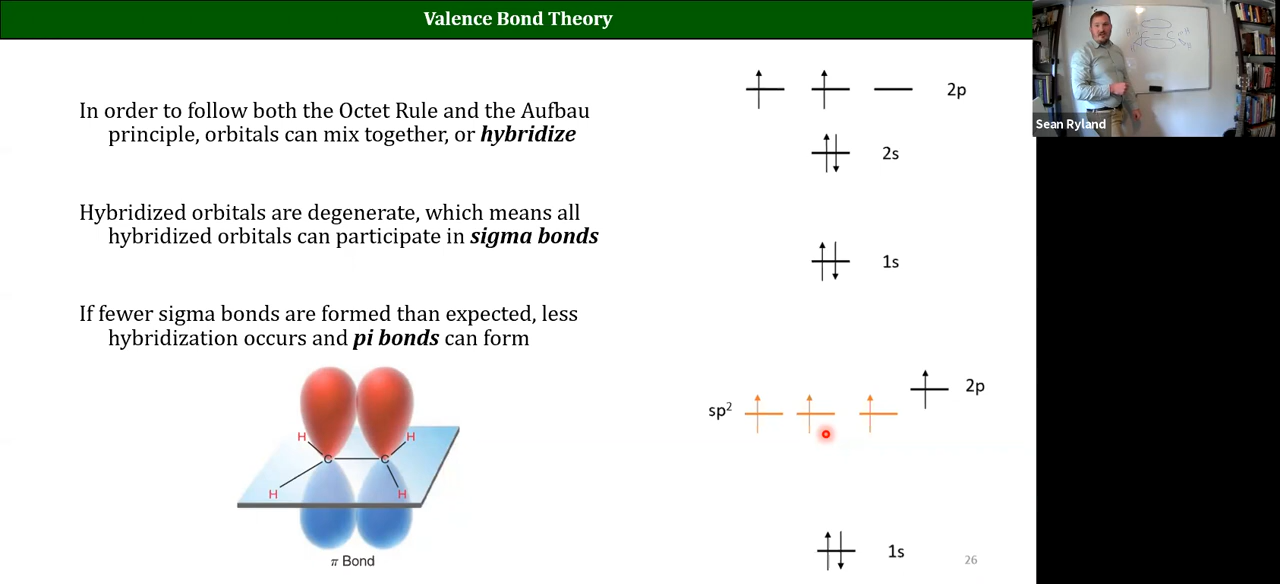 Valence Bond Theory
In order to follow both the Octet Rule and the Aufbau
principle, orbitals can mix together, or hybridize
Hybridized orbitals are degenerate, which means all
hybridized orbitals can participate in sigma bonds
If fewer sigma bonds are formed than expected, less
hybridization occurs and pi bonds can form
H H
C C
H H
π Bond
2p
2s
1s
sp² 2p
1s
26
Sean Ryland